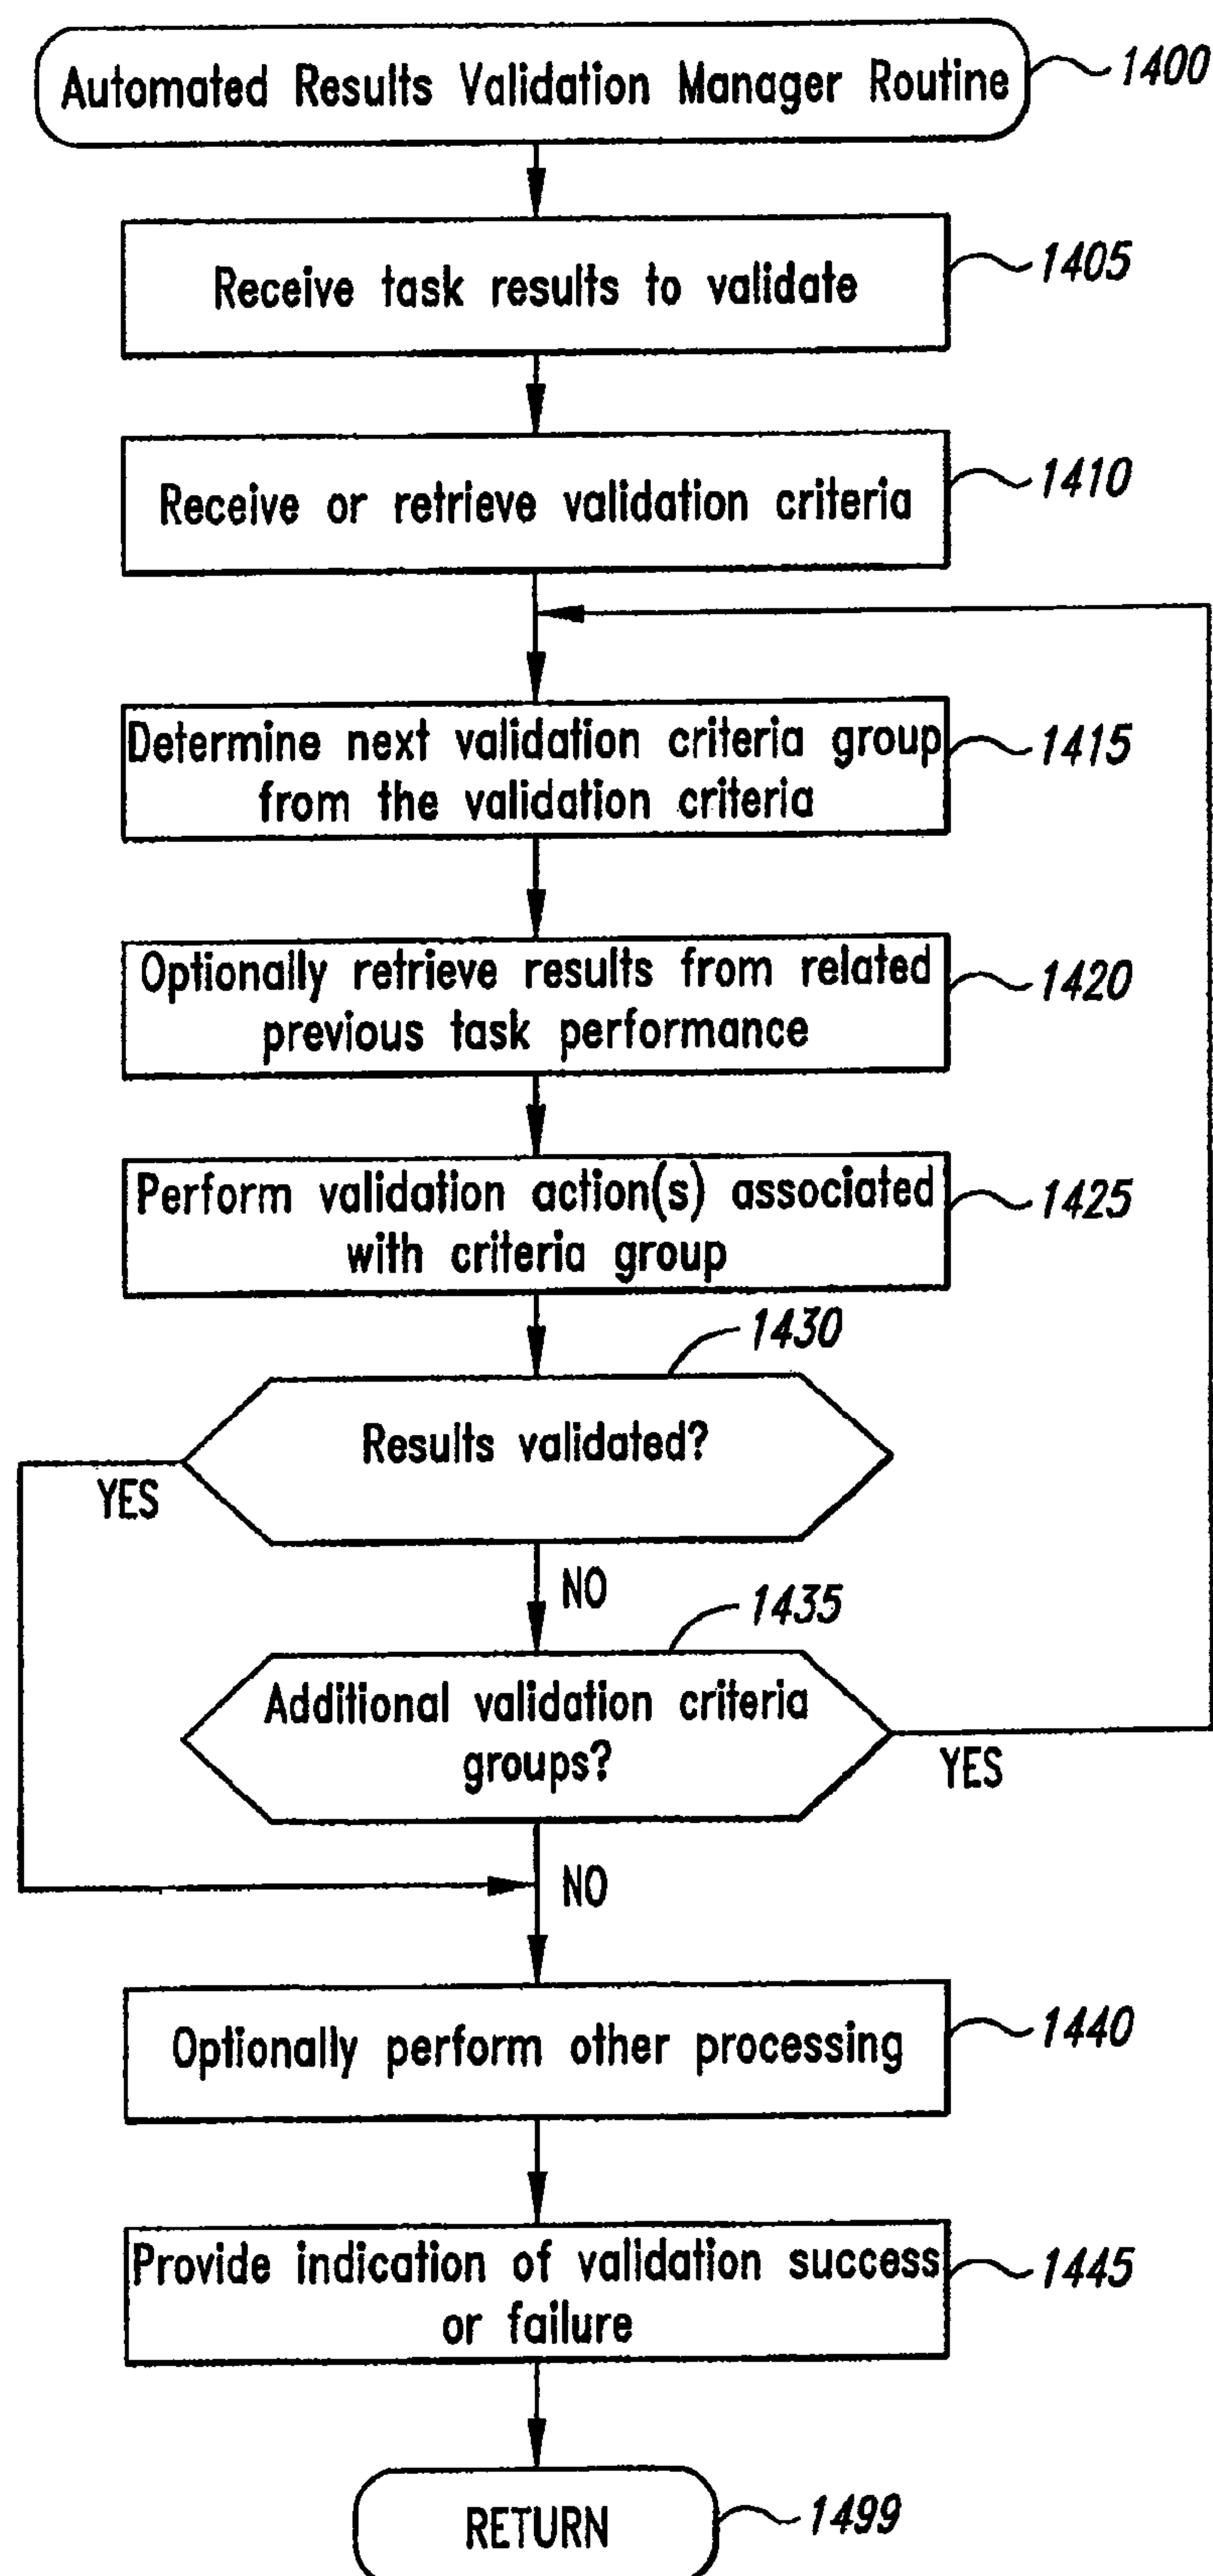 Automated Results Validation Manager Routine
1400
Receive task results to validate
1405
Receive or retrieve validation criteria
1410
Determine next validation criteria group
from the validation criteria
1415
Optionally retrieve results from related
previous task performance
1420
Perform validation action(s) associated
with criteria group
1425
1430
Results validated?
YES
NO
1435
Additional validation criteria
groups?
YES
NO
Optionally perform other processing
1440
Provide indication of validation success
or failure
1445
RETURN
1499